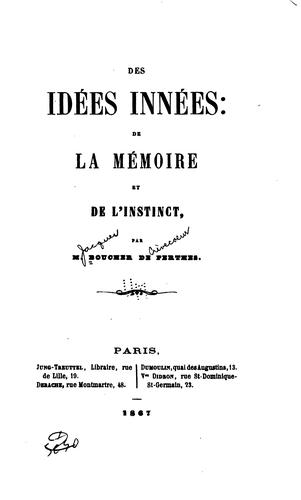 DES
IDÉES INNÉES:
DE
LA MÉMOIRE
ET
DE L'INSTINCT,
Jacques
PAR
Crèvecoeur
M. BOUCHER DE PERTHES.
PARIS,
JUNG-TREUTTEL, Libraire, rue de Lille, 19.
DERACHE, rue Montmartre, 48.
DUMOULIN, quai des Augustins, 13.
Vve DIDRON, rue St-Dominique-St-Germain, 23.
1867